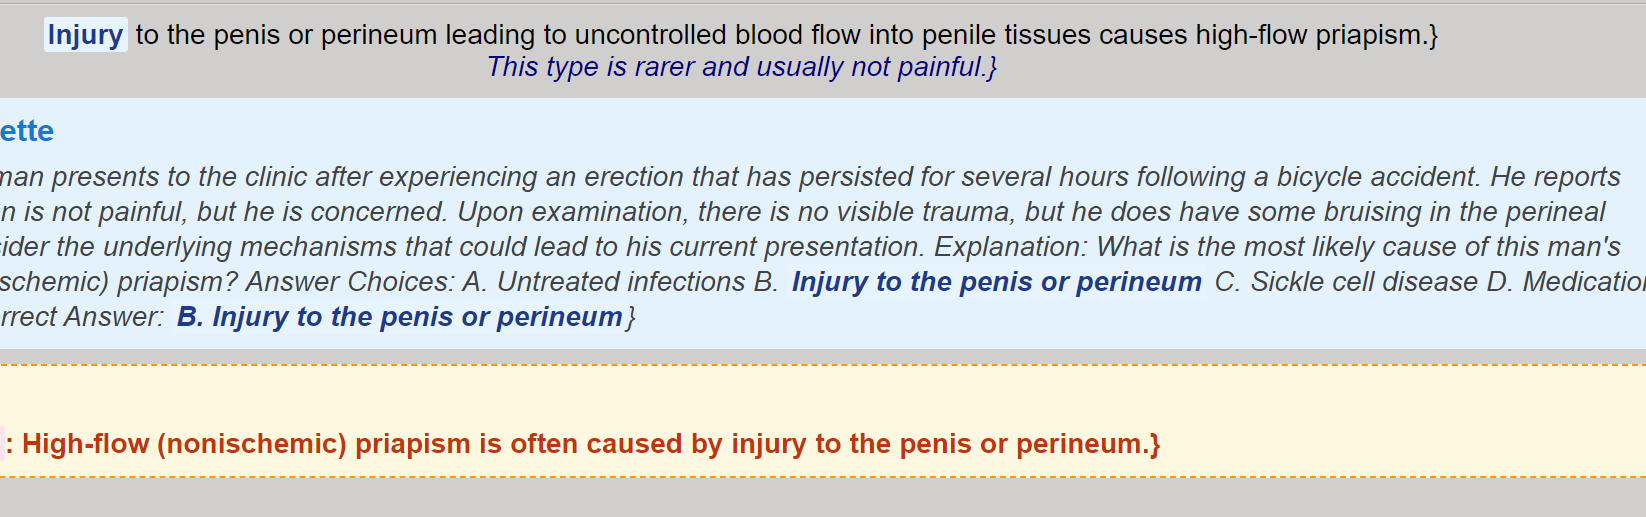 Injury to the penis or perineum leading to uncontrolled blood flow into penile tissues causes high-flow priapism.}
This type is rarer and usually not painful.}
ette
man presents to the clinic after experiencing an erection that has persisted for several hours following a bicycle accident. He reports
n is not painful, but he is concerned. Upon examination, there is no visible trauma, but he does have some bruising in the perineal
sider the underlying mechanisms that could lead to his current presentation. Explanation: What is the most likely cause of this man's
schemic) priapism? Answer Choices: A. Untreated infections B. Injury to the penis or perineum C. Sickle cell disease D. Medication
rrect Answer: B. Injury to the penis or perineum}
: High-flow (nonischemic) priapism is often caused by injury to the penis or perineum.}